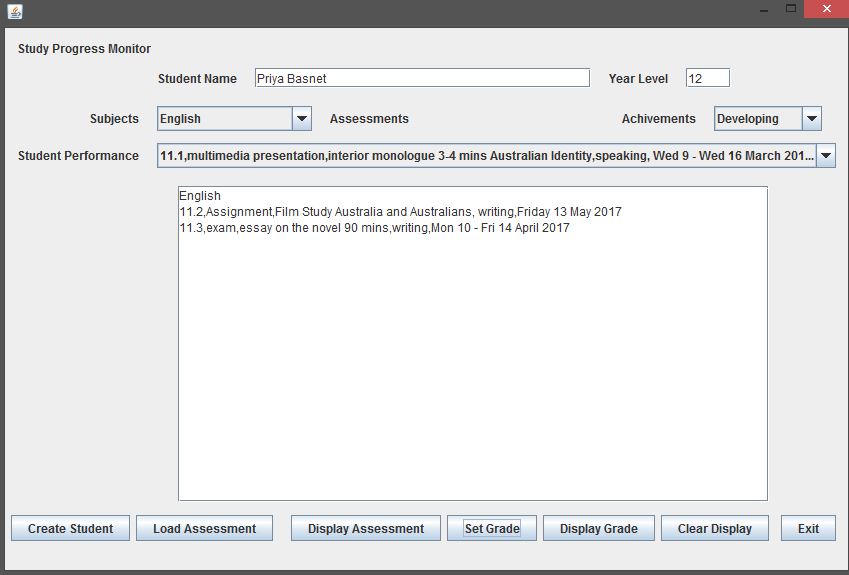 Study Progress Monitor
Student Name Priya Basnet Year Level 12
Subjects English Assessments Achivements Developing
Student Performance 11.1,multimedia presentation,interior monologue 3-4 mins Australian Identity,speaking, Wed 9 - Wed 16 March 201...
English
11.2,Assignment,Film Study Australia and Australians, writing,Friday 13 May 2017
11.3,exam,essay on the novel 90 mins,writing,Mon 10 - Fri 14 April 2017
Create Student Load Assessment Display Assessment Set Grade Display Grade Clear Display Exit